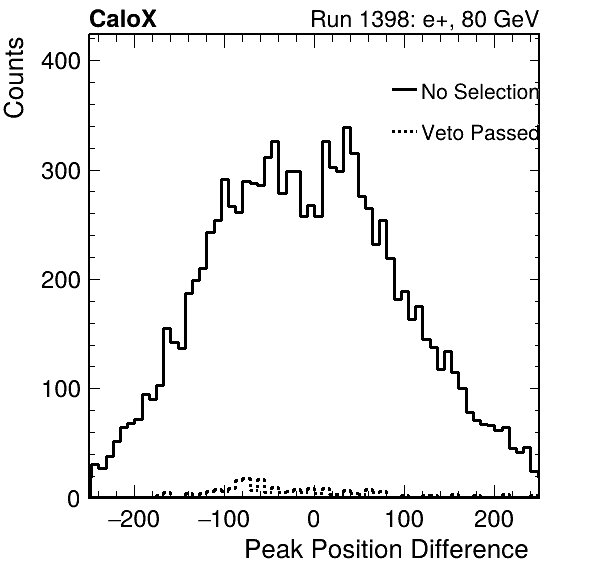 CaloX Run 1398: e+, 80 GeV
Counts
400
300
200
100
0
No Selection
Veto Passed
−200 −100 0 100 200
Peak Position Difference